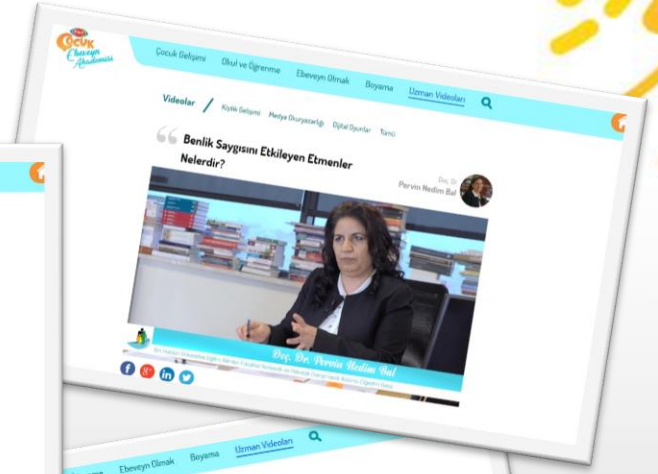 Çocuk
Ebeveyn
Akademisi
Çocuk Gelişimi Okul ve Öğrenme Ebeveyn Olmak Boyama Uzman Videoları
Videolar / Kişilik Gelişimi Medya Okuryazarlığı Dijital Oyunlar Tümü
Benlik Saygısını Etkileyen Etmenler
Nelerdir?
Doç. Dr.
Pervin Nedim Bal
Doç. Dr. Pervin Nedim Bal
Ebeveyn Olmak Boyama Uzman Videoları